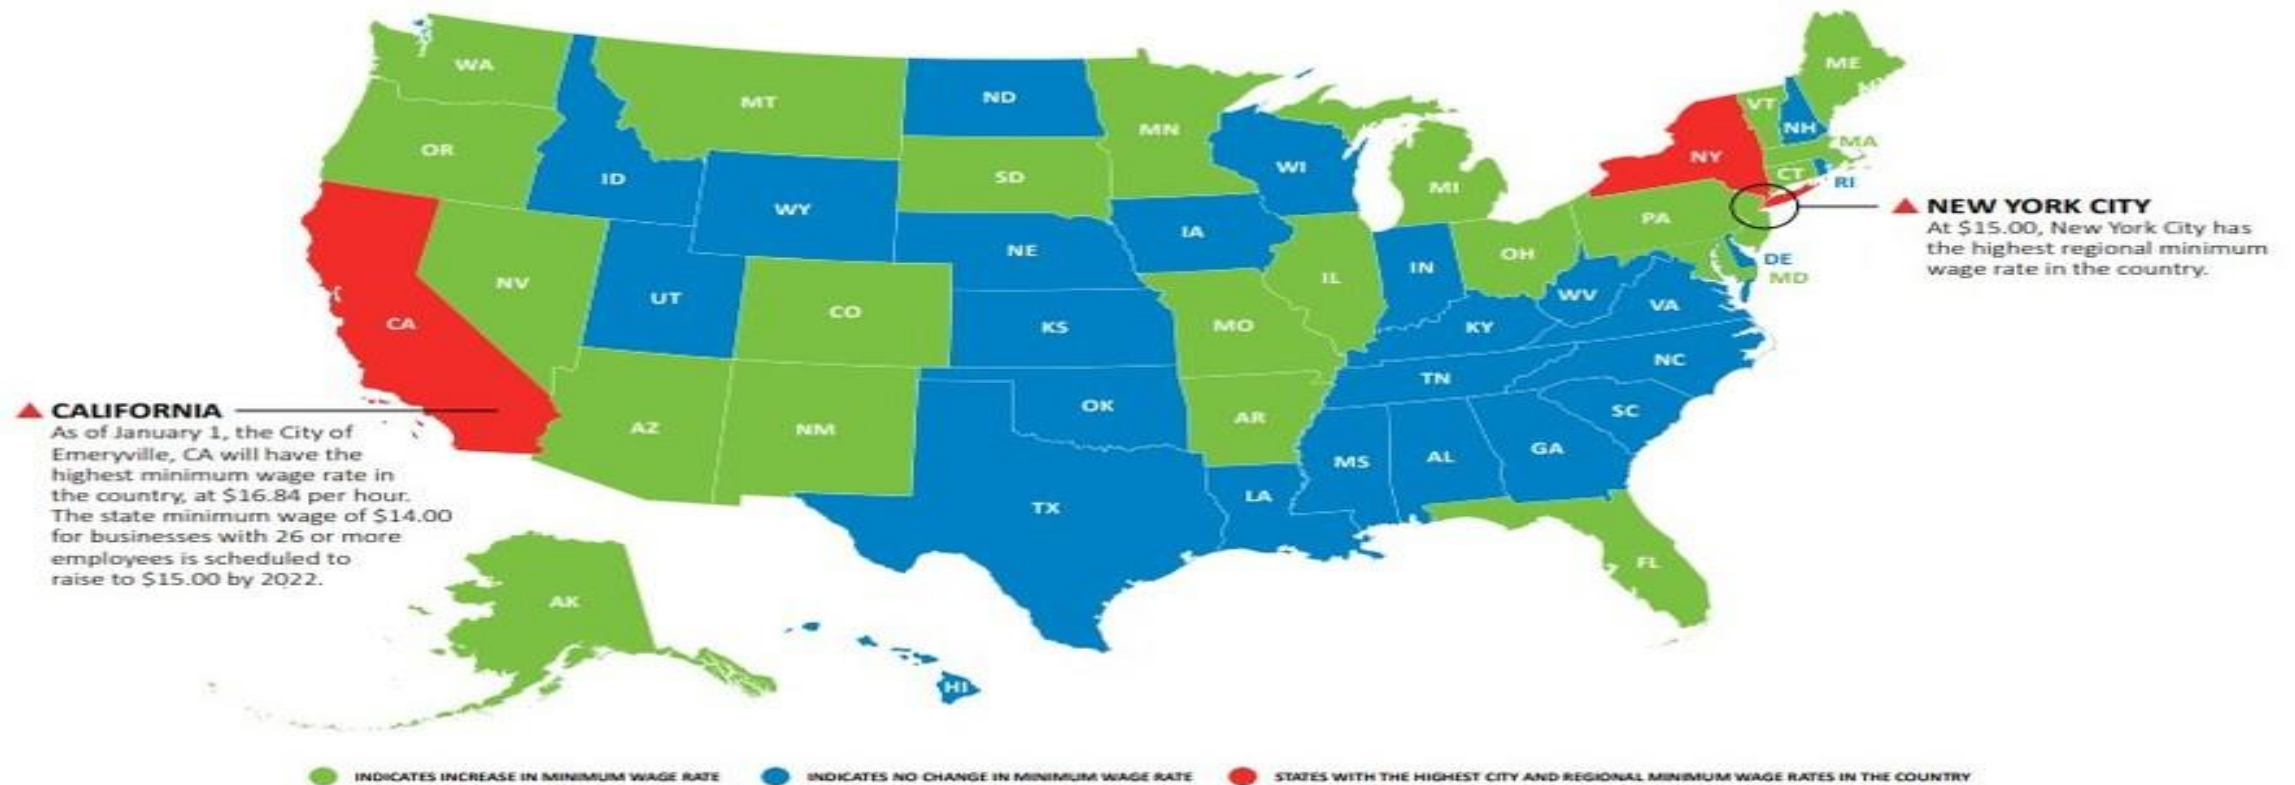 WA
MT
ND
MN
ME
VT
NH
OR
ID
SD
WI
MI
NY
MA
CT
RI
WY
IA
NE
PA
NV
UT
CO
KS
IL
IN
OH
DE
MD
WV
VA
KY
MO
CA
NC
TN
AZ
NM
OK
AR
SC
MS
AL
GA
TX
LA
FL
AK
HI
▲ NEW YORK CITY
At $15.00, New York City has
the highest regional minimum
wage rate in the country.
▲ CALIFORNIA
As of January 1, the City of
Emeryville, CA will have the
highest minimum wage rate in
the country, at $16.84 per hour.
The state minimum wage of $14.00
for businesses with 26 or more
employees is scheduled to
raise to $15.00 by 2022.
INDICATES INCREASE IN MINIMUM WAGE RATE
INDICATES NO CHANGE IN MINIMUM WAGE RATE
STATES WITH THE HIGHEST CITY AND REGIONAL MINIMUM WAGE RATES IN THE COUNTRY